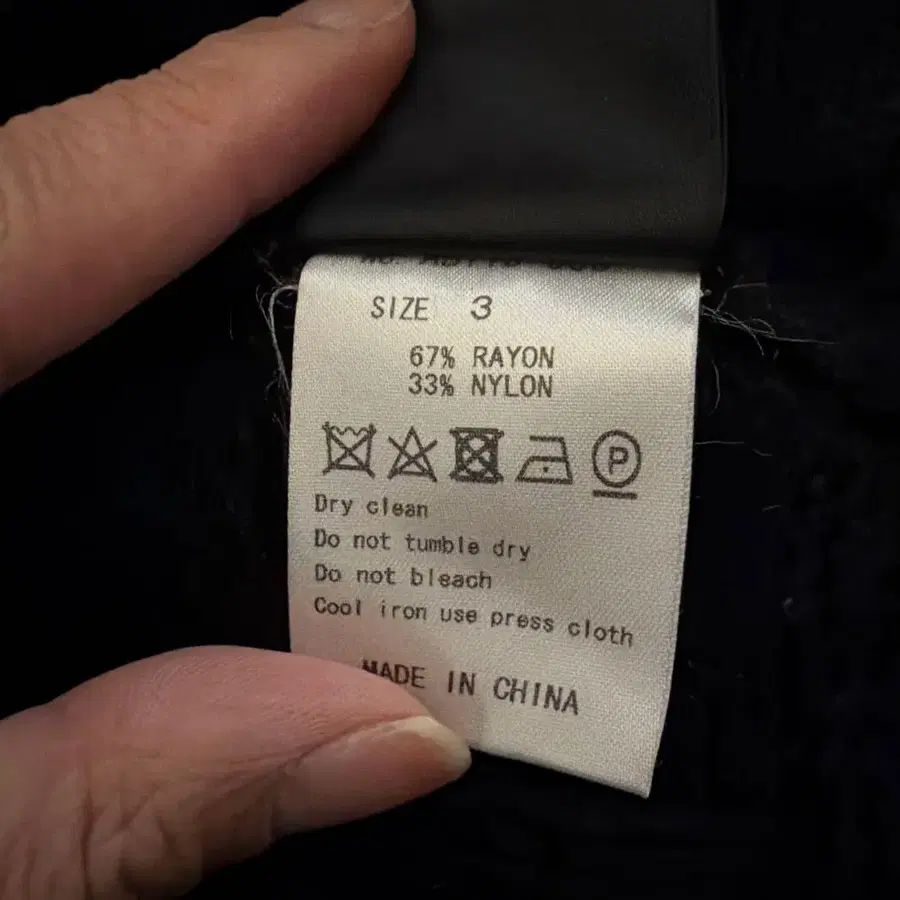 SIZE 3
67% RAYON
33% NYLON
P
Dry clean
Do not tumble dry
Do not bleach
Cool iron use press cloth
MADE IN CHINA